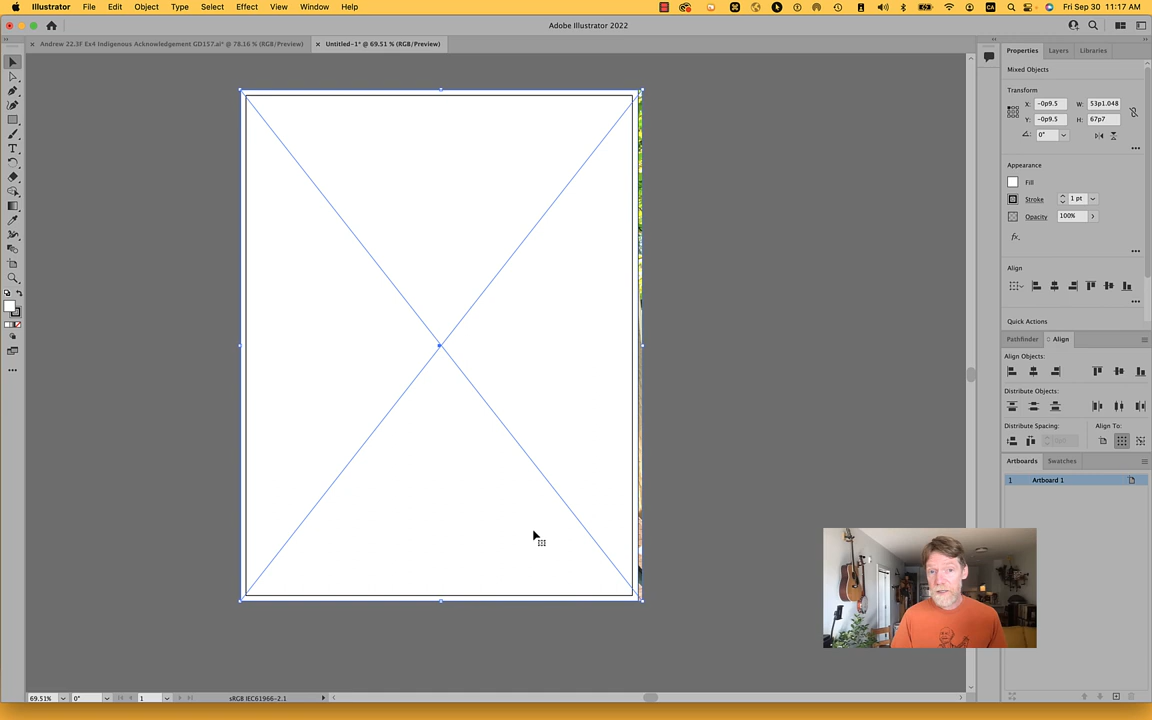 Illustrator File Edit Object Type Select Effect View Window Help
CA
Fri Sep 30 11:17 AM
Adobe Illustrator 2022
× Andrew 22.3F Ex4 Indigenous Acknowledgement GD157.ai* @ 78.16 % (RGB/Preview)
× Untitled-1* @ 69.51 % (RGB/Preview)
Properties Layers Libraries
Mixed Objects
Transform
X: -0p9.5 W: 53p1.048
Y: -0p9.5 H: 67p7
0°
Appearance
Fill
Stroke 1 pt
Opacity 100%
fx.
Align
Quick Actions
Pathfinder Align
Align Objects:
Distribute Objects:
Distribute Spacing: Align To:
Artboards Swatches
1 Artboard 1
69.51% 0° 1 sRGB IEC61966-2.1